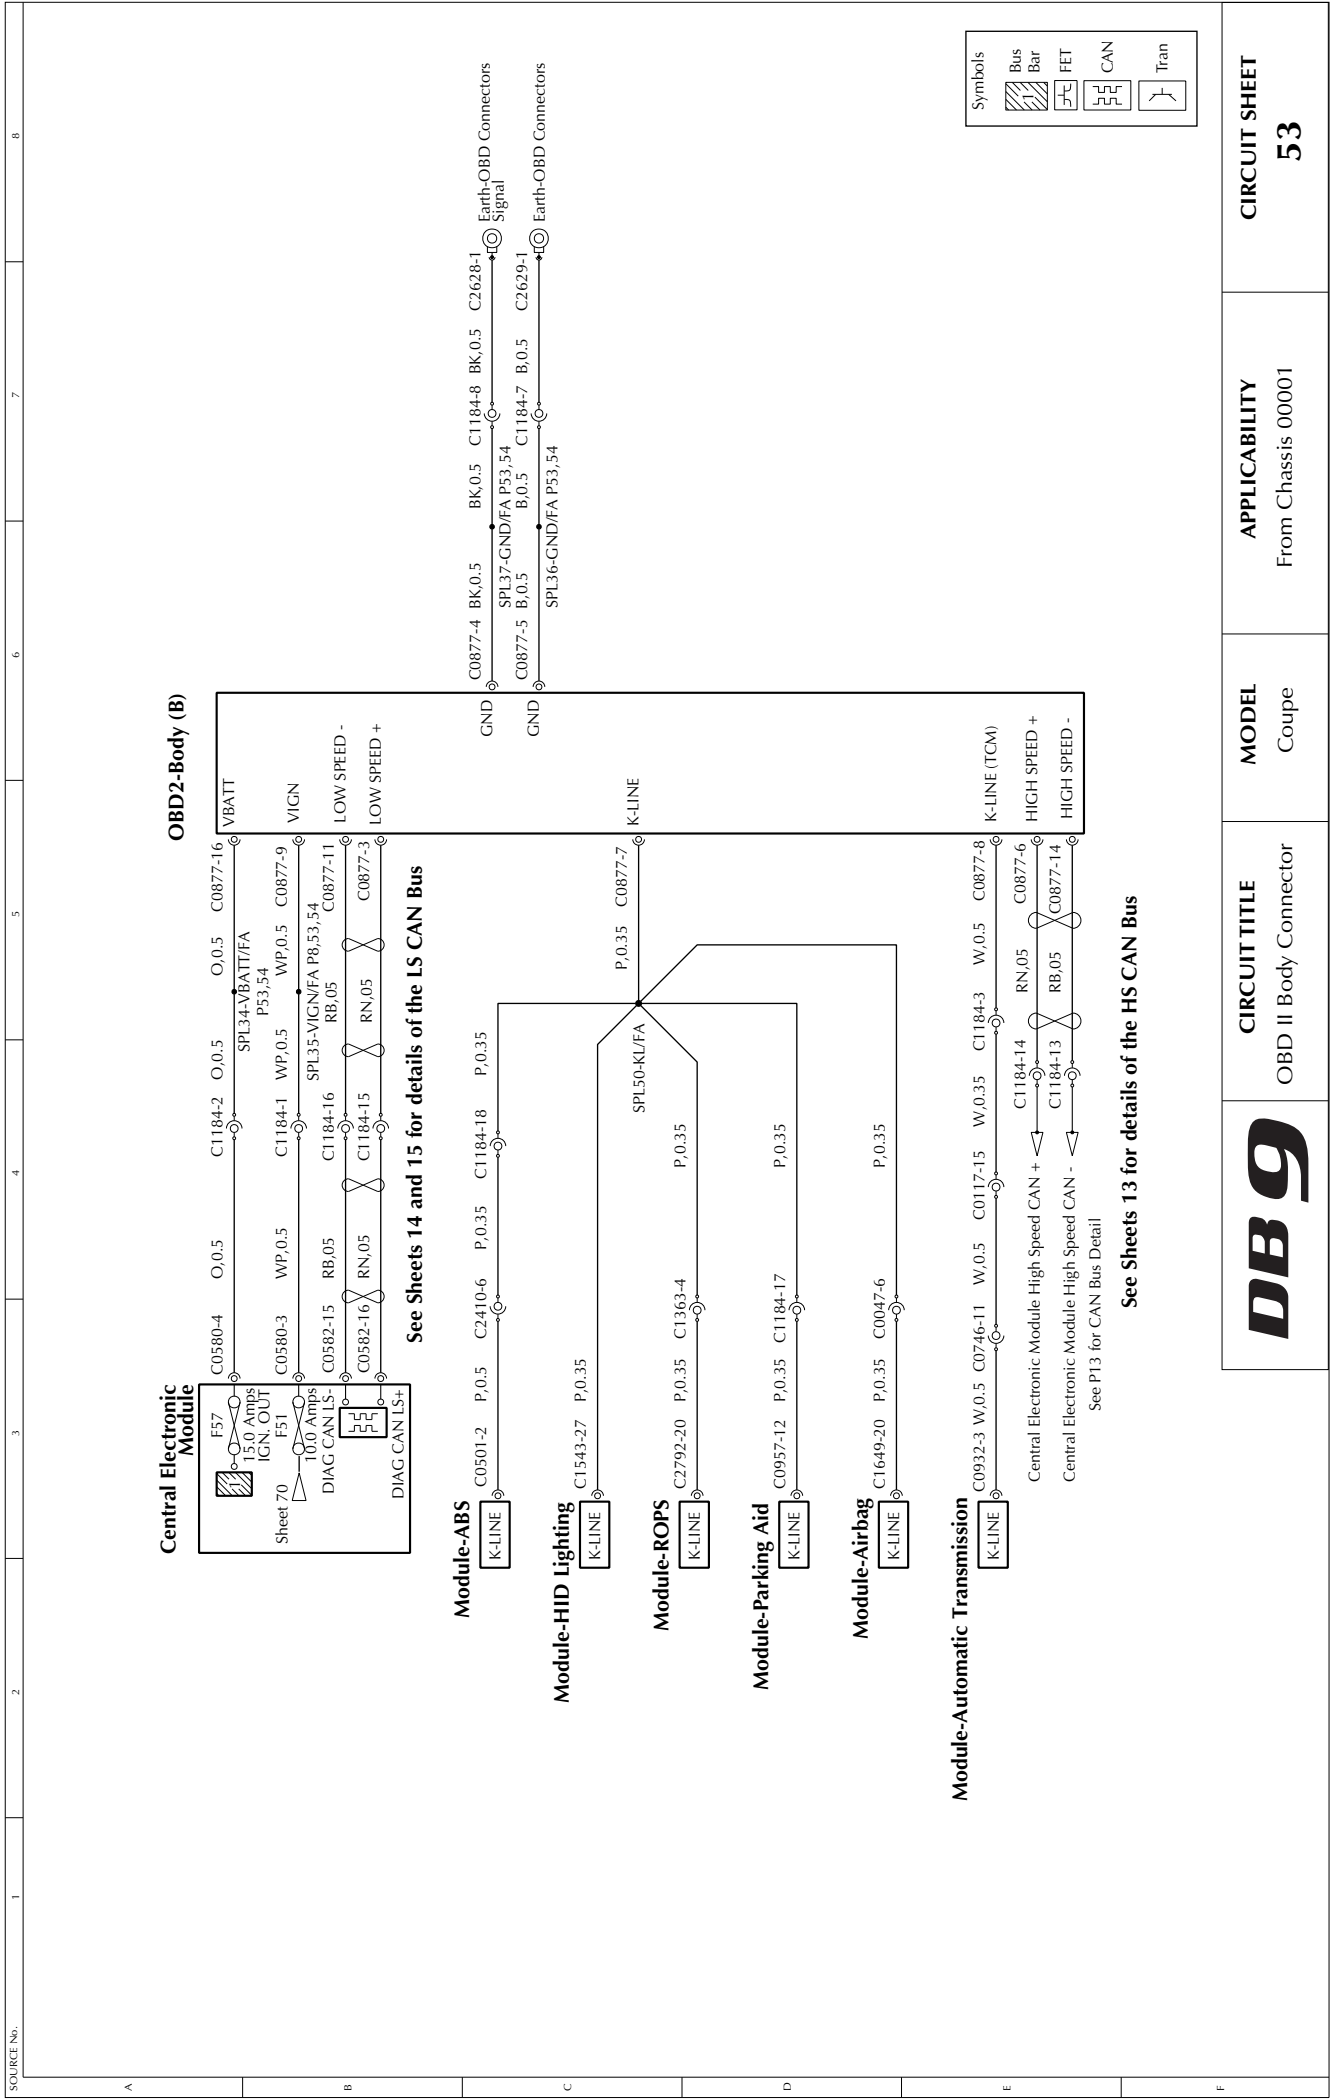 SOURCE No.
1
2
3
4
5
6
7
8
A
B
C
D
E
F
Central Electronic
Module
F57
15.0 Amps
IGN. OUT
1
F51
10.0 Amps
Sheet 70
DIAG CAN LS-
DIAG CAN LS+
C0580-4
O,0.5
C1184-2
O,0.5
SPL34-VBATT/FA
P53,54
O,0.5
C0877-16
C0580-3
WP,0.5
C1184-1
WP,0.5
SPL35-VIGN/FA P8,53,54
WP,0.5
C0877-9
C0582-15
RB,05
C1184-16
RB,05
C0877-11
C0582-16
RN,05
C1184-15
RN,05
C0877-3
OBD2-Body (B)
VBATT
VIGN
LOW SPEED -
LOW SPEED +
GND
GND
K-LINE
K-LINE (TCM)
HIGH SPEED +
HIGH SPEED -
See Sheets 14 and 15 for details of the LS CAN Bus
C0877-4
BK,0.5
SPL37-GND/FA P53,54
BK,0.5
C1184-8
BK,0.5
C2628-1
Earth-OBD Connectors
Signal
C0877-5
B,0.5
SPL36-GND/FA P53,54
B,0.5
C1184-7
B,0.5
C2629-1
Earth-OBD Connectors
Module-ABS
K-LINE
C0501-2
P,0.5
C2410-6
P,0.35
C1184-18
P,0.35
Module-HID Lighting
K-LINE
C1543-27
P,0.35
SPL50-KL/FA
P,0.35
C0877-7
Module-ROPS
K-LINE
C2792-20
P,0.35
C1363-4
P,0.35
Module-Parking Aid
K-LINE
C0957-12
P,0.35
C1184-17
P,0.35
Module-Airbag
K-LINE
C1649-20
P,0.35
C0047-6
P,0.35
Module-Automatic Transmission
K-LINE
C0932-3
W,0.5
C0746-11
W,0.5
C0117-15
W,0.35
C1184-3
W,0.5
C0877-8
Central Electronic Module High Speed CAN +
C1184-14
RN,05
C0877-6
Central Electronic Module High Speed CAN -
C1184-13
RB,05
C0877-14
See P13 for CAN Bus Detail
See Sheets 13 for details of the HS CAN Bus
Symbols
1
Bus
Bar
FET
CAN
Tran
DB9
CIRCUIT TITLE
OBD II Body Connector
MODEL
Coupe
APPLICABILITY
From Chassis 00001
CIRCUIT SHEET
53